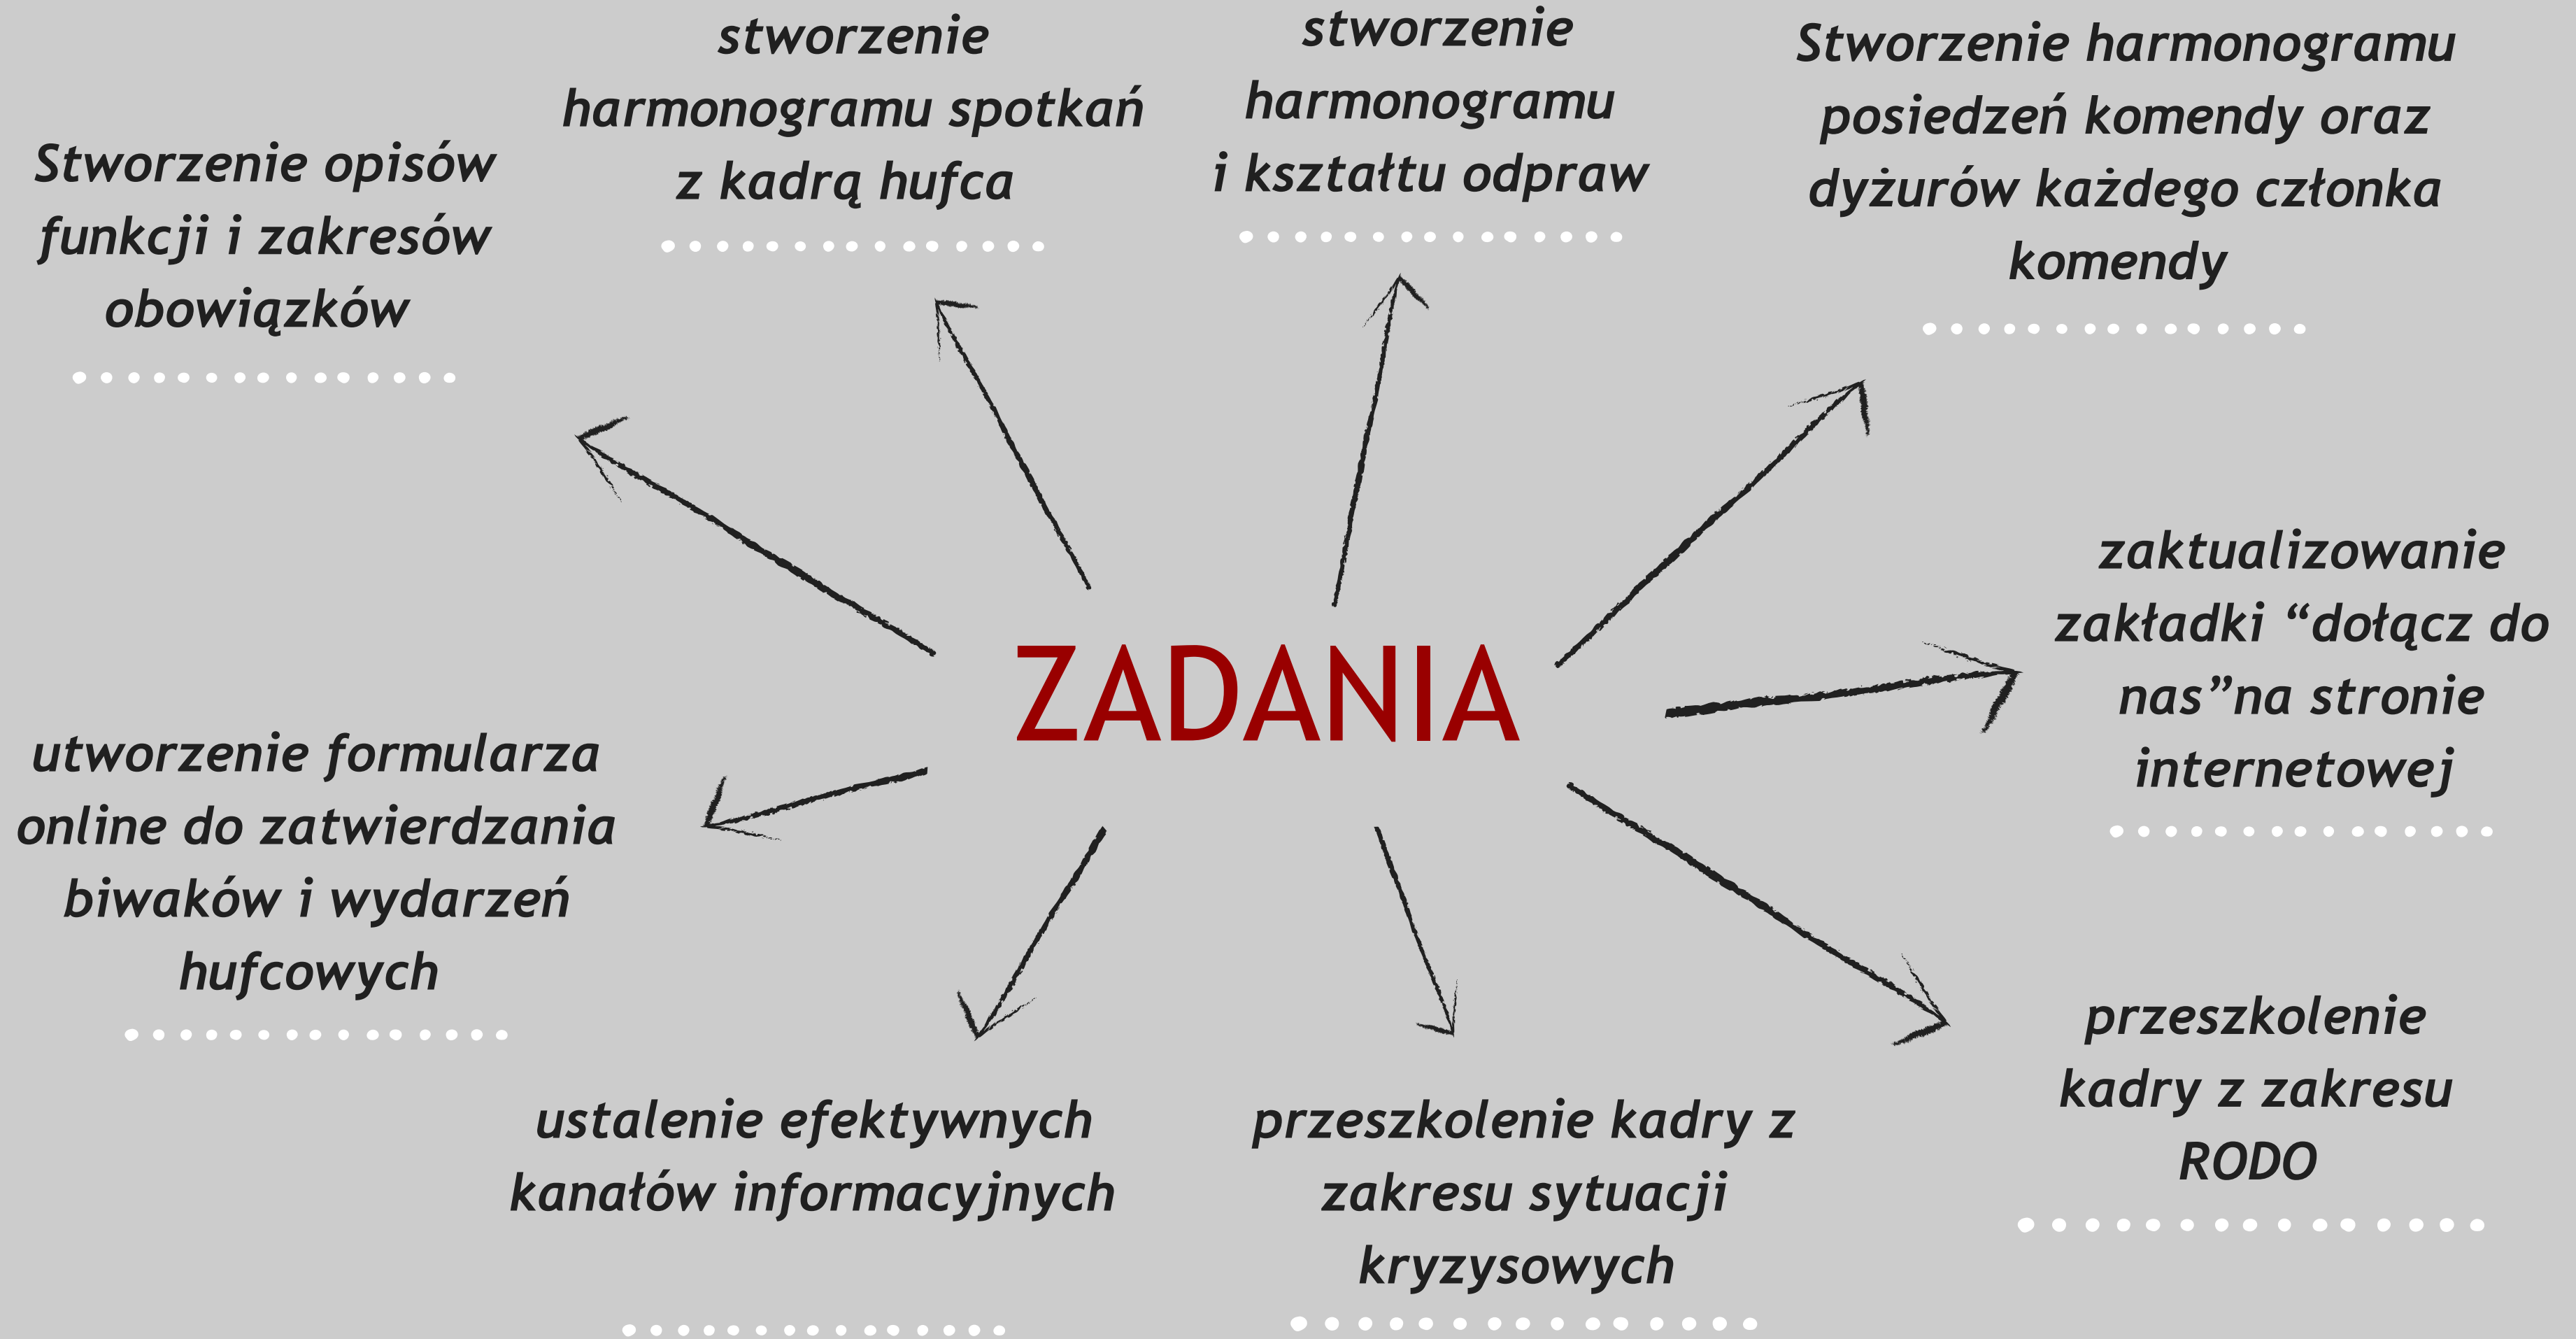 Stworzenie opisów
funkcji i zakresów
obowiązków
stworzenie
harmonogramu spotkań
z kadrą hufca
stworzenie
harmonogramu
i kształtu odpraw
Stworzenie harmonogramu
posiedzeń komendy oraz
dyżurów każdego członka
komendy
ZADANIA
zaktualizowanie
zakładki “dołącz do
nas”na stronie
internetowej
utworzenie formularza
online do zatwierdzania
biwaków i wydarzeń
hufcowych
ustalenie efektywnych
kanałów informacyjnych
przeszkolenie kadry z
zakresu sytuacji
kryzysowych
przeszkolenie
kadry z zakresu
RODO